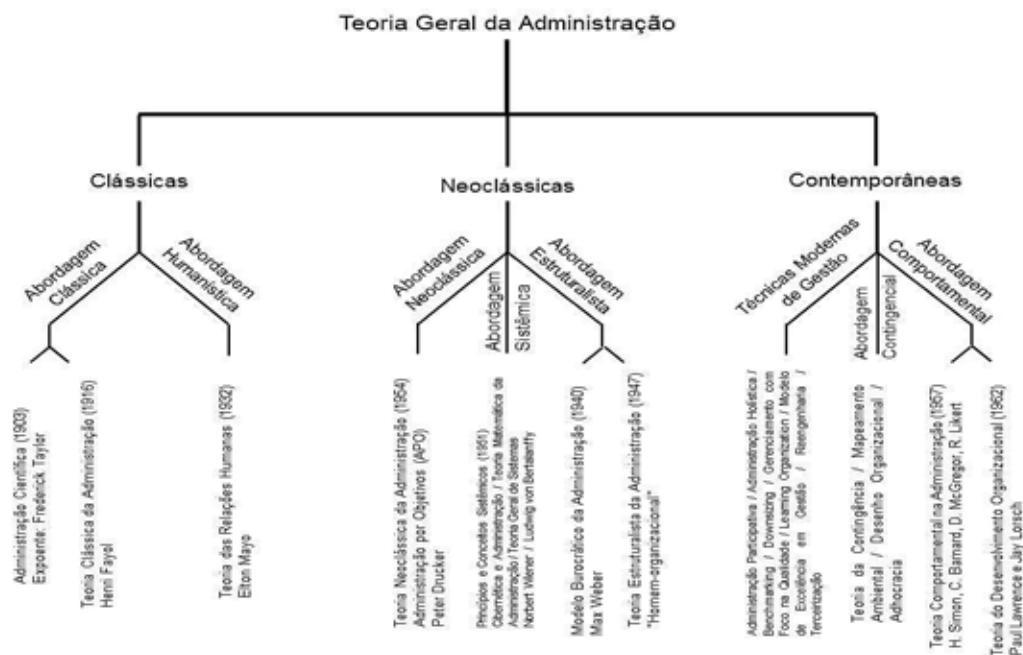 Teoria Geral da Administração
Clássicas
Neoclássicas
Contemporâneas
Abordagem
Clássica
Abordagem
Humanística
Abordagem
Neoclássica
Abordagem
Sistêmica
Abordagem
Estruturalista
Técnicas Modernas
de Gestão
Abordagem
Contingencial
Abordagem
Comportamental
Administração Científica (1903)
Expoente: Frederick Taylor
Teoria Clássica da Administração (1916)
Henri Fayol
Teoria das Relações Humanas (1932)
Elton Mayo
Teoria Neoclássica da Administração (1954)
Administração por Objetivos (APO)
Peter Drucker
Princípios e Conceitos Sistêmicos (1951)
Cibernética e Administração / Teoria Matemática da
Administração / Teoria Geral de Sistemas
Norbert Wiener / Ludwig von Bertalanffy
Modelo Burocrático da Administração (1940)
Max Weber
Teoria Estruturalista da Administração (1947)
"Homem-organizacional"
Administração Participativa / Administração Holística /
Benchmarking / Downsizing / Gerenciamento com
Foco na Qualidade / Learning Organization / Modelo
de Excelência em Gestão / Reengenharia /
Terceirização
Teoria da Contingência / Mapeamento
Ambiental / Desenho Organizacional /
Adhocracia
Teoria Comportamental na Administração (1957)
H. Simon, C. Barnard, D. McGregor, R. Likert
Teoria do Desenvolvimento Organizacional (1962)
Paul Lawrence e Jay Lorsch